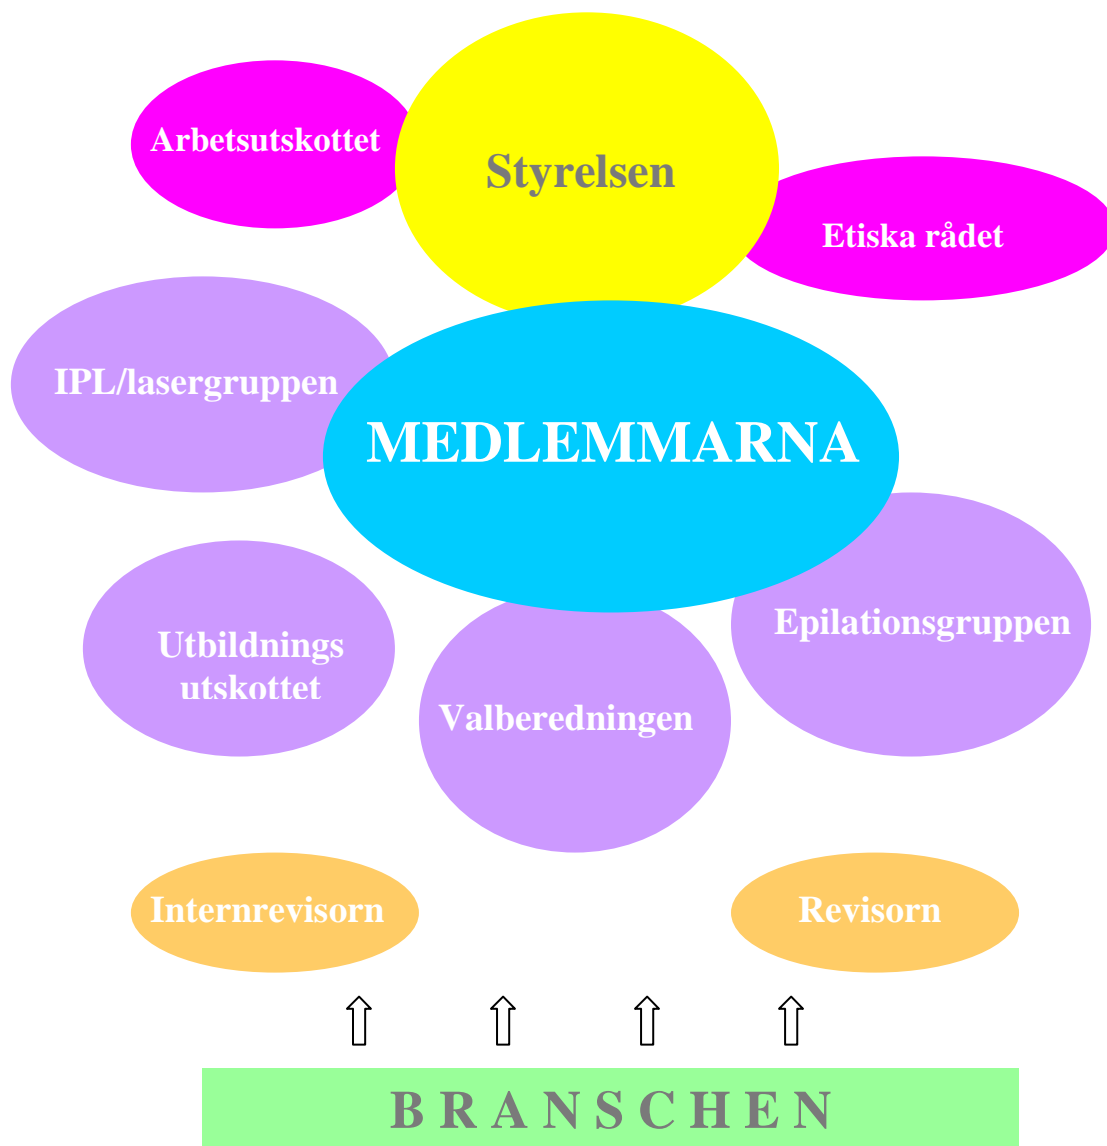 Arbetsutskottet
Styrelsen
Etiska rådet
IPL/lasergruppen
MEDLEMMARNA
Epilationsgruppen
Utbildnings
utskottet
Valberedningen
Internrevisorn
Revisorn
B R A N S C H E N